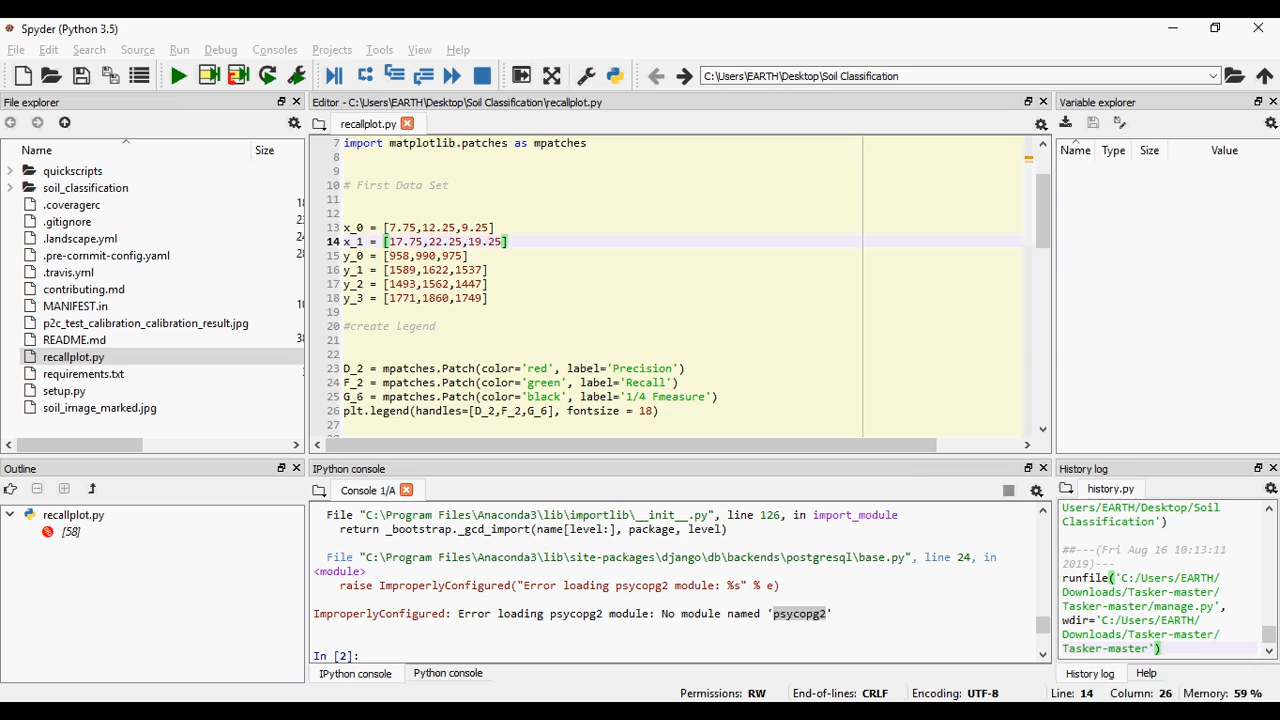 Spyder (Python 3.5)
File Edit Search Source Run Debug Consoles Projects Tools View Help
C:\Users\EARTH\Desktop\Soil Classification
File explorer
Name Size
quickscripts
soil_classification
.coveragerc
.gitignore
.landscape.yml
.pre-commit-config.yaml
.travis.yml
contributing.md
MANIFEST.in
p2c_test_calibration_calibration_result.jpg
README.md
recallplot.py
requirements.txt
setup.py
soil_image_marked.jpg
Editor - C:\Users\EARTH\Desktop\Soil Classification\recallplot.py
recallplot.py
7 import matplotlib.patches as mpatches
8
9
10 # First Data Set
11
12
13 x_0 = [7.75,12.25,9.25]
14 x_1 = [17.75,22.25,19.25]
15 y_0 = [958,990,975]
16 y_1 = [1589,1622,1537]
17 y_2 = [1493,1562,1447]
18 y_3 = [1771,1860,1749]
19
20 #create legend
21
22
23 D_2 = mpatches.Patch(color='red', label='Precision')
24 F_2 = mpatches.Patch(color='green', label='Recall')
25 G_6 = mpatches.Patch(color='black', label='1/4 Fmeasure')
26 plt.legend(handles=[D_2,F_2,G_6], fontsize = 18)
27
Variable explorer
Name Type Size Value
Outline
recallplot.py
[58]
IPython console
Console 1/A
File "C:\Program Files\Anaconda3\lib\importlib\__init__.py", line 126, in import_module
return _bootstrap._gcd_import(name[level:], package, level)
File "C:\Program Files\Anaconda3\lib\site-packages\django\db\backends\postgresql\base.py", line 24, in
<module>
raise ImproperlyConfigured("Error loading psycopg2 module: %s" % e)
ImproperlyConfigured: Error loading psycopg2 module: No module named 'psycopg2'
In [2]:
IPython console Python console
History log
history.py
Users/EARTH/Desktop/Soil
Classification')
##---(Fri Aug 16 10:13:11
2019)---
runfile('C:/Users/EARTH/
Downloads/Tasker-master/
Tasker-master/manage.py',
wdir='C:/Users/EARTH/
Downloads/Tasker-master/
Tasker-master')
History log Help
Permissions: RW End-of-lines: CRLF Encoding: UTF-8 Line: 14 Column: 26 Memory: 59 %